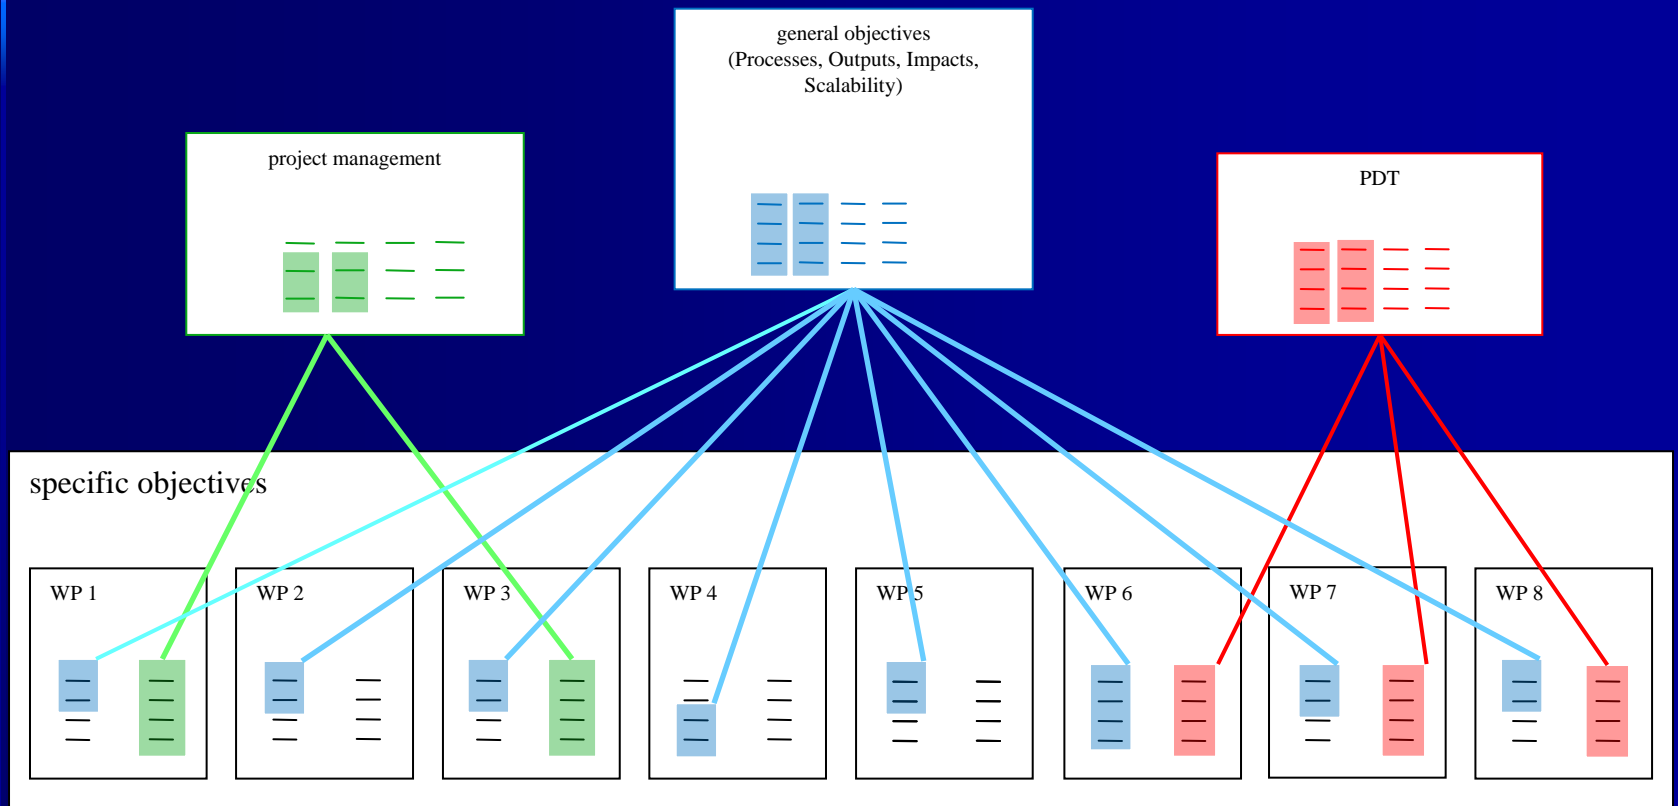 general objectives
(Processes, Outputs, Impacts,
Scalability)
project management
PDT
specific objectives
WP 1
WP 2
WP 3
WP 4
WP 5
WP 6
WP 7
WP 8